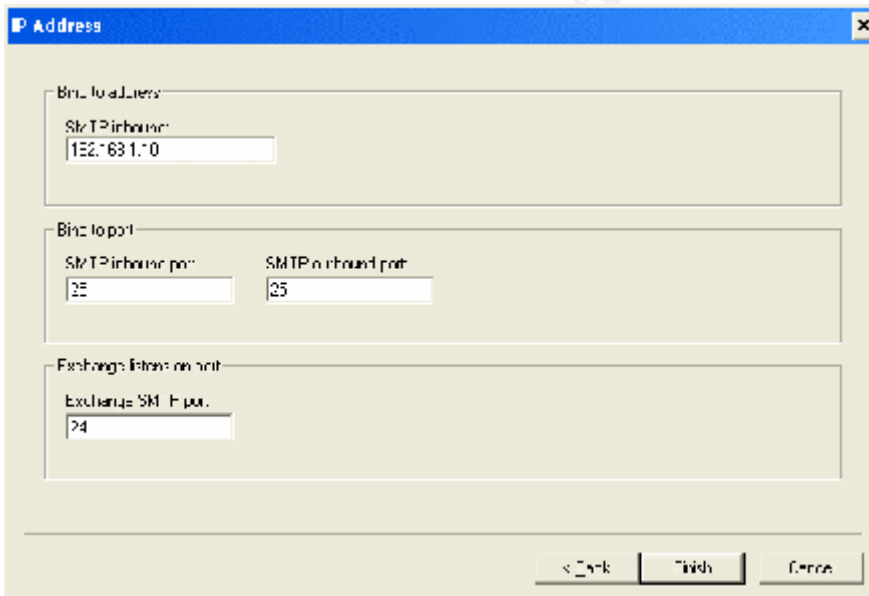 IP Address
Bind to address
SMTP inbound:
192.168.1.10
Bind to port
SMTP inbound port: SMTP outbound port:
25 25
Exchange listens on port
Exchange SMTP port
24
< Back Finish Cancel